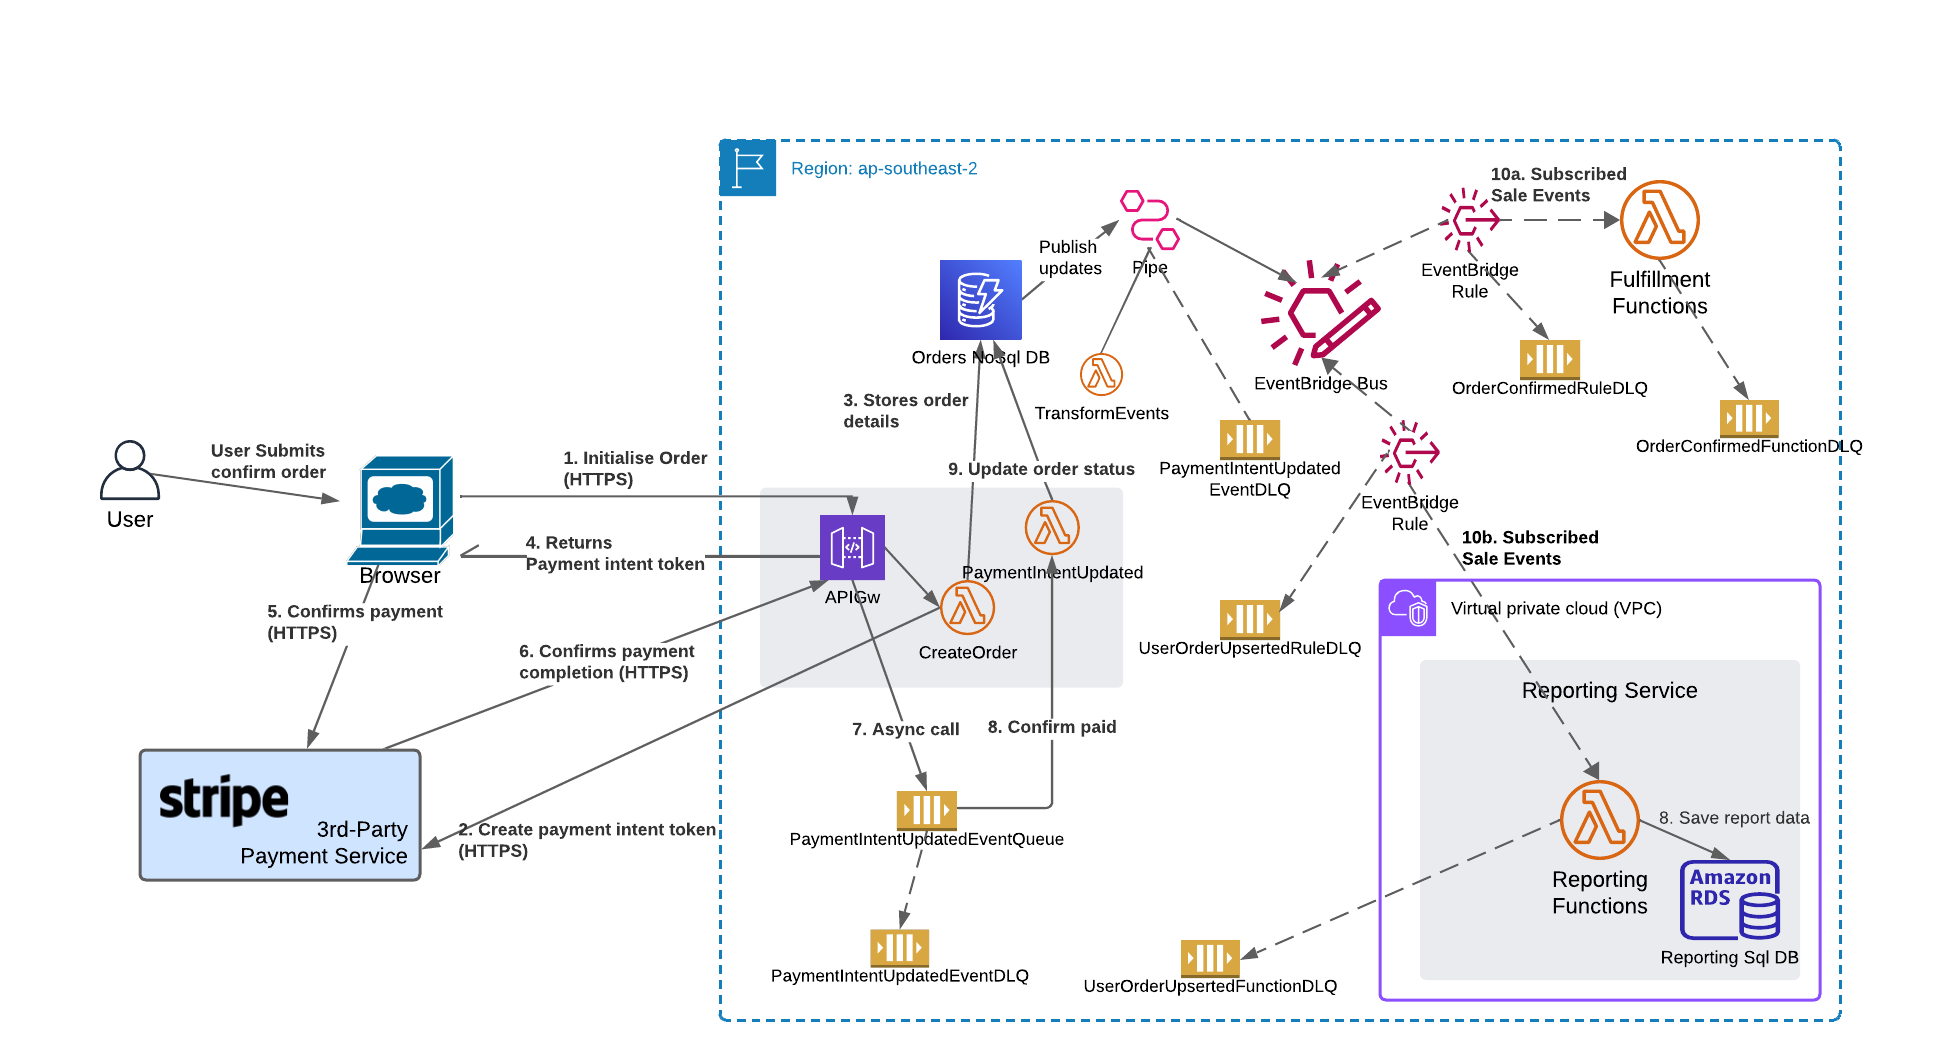 Region: ap-southeast-2
10a. Subscribed
Sale Events
Publish
updates
Pipe
EventBridge
Rule
Fulfillment
Functions
Orders NoSql DB
EventBridge Bus
OrderConfirmedRuleDLQ
3. Stores order
details
TransformEvents
OrderConfirmedFunctionDLQ
User Submits
confirm order
1. Initialise Order
(HTTPS)
9. Update order status
PaymentIntentUpdated
EventDLQ
EventBridge
Rule
User
10b. Subscribed
Sale Events
4. Returns
Payment intent token
Browser
PaymentIntentUpdated
APIGw
5. Confirms payment
(HTTPS)
Virtual private cloud (VPC)
6. Confirms payment
completion (HTTPS)
CreateOrder
UserOrderUpsertedRuleDLQ
Reporting Service
7. Async call
8. Confirm paid
stripe
3rd-Party
Payment Service
2. Create payment intent token
(HTTPS)
PaymentIntentUpdatedEventQueue
8. Save report data
Reporting
Functions
Amazon
RDS
Reporting Sql DB
PaymentIntentUpdatedEventDLQ
UserOrderUpsertedFunctionDLQ